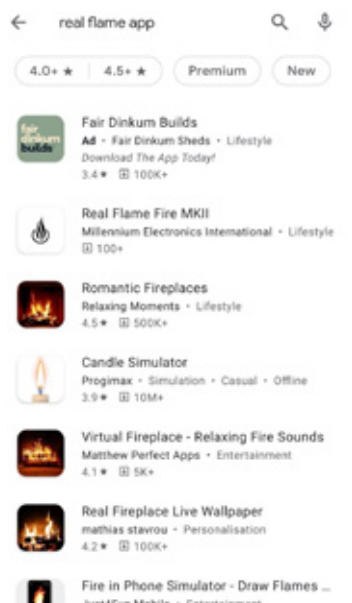 real flame app
4.0+ ★ 4.5+ ★ Premium New
fair
dinkum
builds
Fair Dinkum Builds
Ad • Fair Dinkum Sheds • Lifestyle
Download The App Today!
3.4★ 100K+
Real Flame Fire MKII
Millennium Electronics International • Lifestyle
100+
Romantic Fireplaces
Relaxing Moments • Lifestyle
4.5★ 500K+
Candle Simulator
Progimax • Simulation • Casual • Offline
3.9★ 10M+
Virtual Fireplace - Relaxing Fire Sounds
Matthew Perfect Apps • Entertainment
4.1★ 5K+
Real Fireplace Live Wallpaper
mathias stavrou • Personalisation
4.2★ 100K+
Fire in Phone Simulator - Draw Flames ...